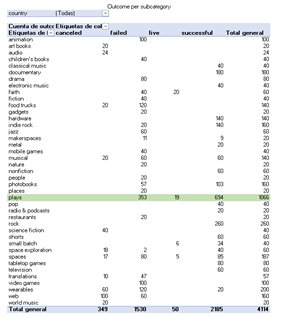 Outcome per subcategory
country (Todas)
Cuenta de outco Etiquetas de col
Etiquetas de canceled failed live successful Total general
animation 100 100
art books 20 20
audio 24 24
children's books 40 40
classical music 40 40
documentary 180 180
drama 80 80
electronic music 40 40
faith 40 20 60
fiction 40 40
food trucks 20 120 140
gadgets 20 20
hardware 140 140
indie rock 20 140 160
jazz 60 60
makerspaces 11 9 20
metal 20 20
mobile games 40 40
musical 20 60 60 140
nature 20 20
nonfiction 60 60
people 20 20
photobooks 57 103 160
places 20 20
plays 353 19 694 1066
pop 40 40
radio & podcasts 20 20
restaurants 20 20
rock 260 260
science fiction 40 40
shorts 60 60
small batch 6 34 40
space exploration 18 2 40 60
spaces 17 80 5 85 187
tabletop games 80 80
television 60 60
translations 10 47 57
video games 100 100
wearables 60 120 20 200
web 100 60 160
world music 20 20
Total general 349 1530 50 2185 4114